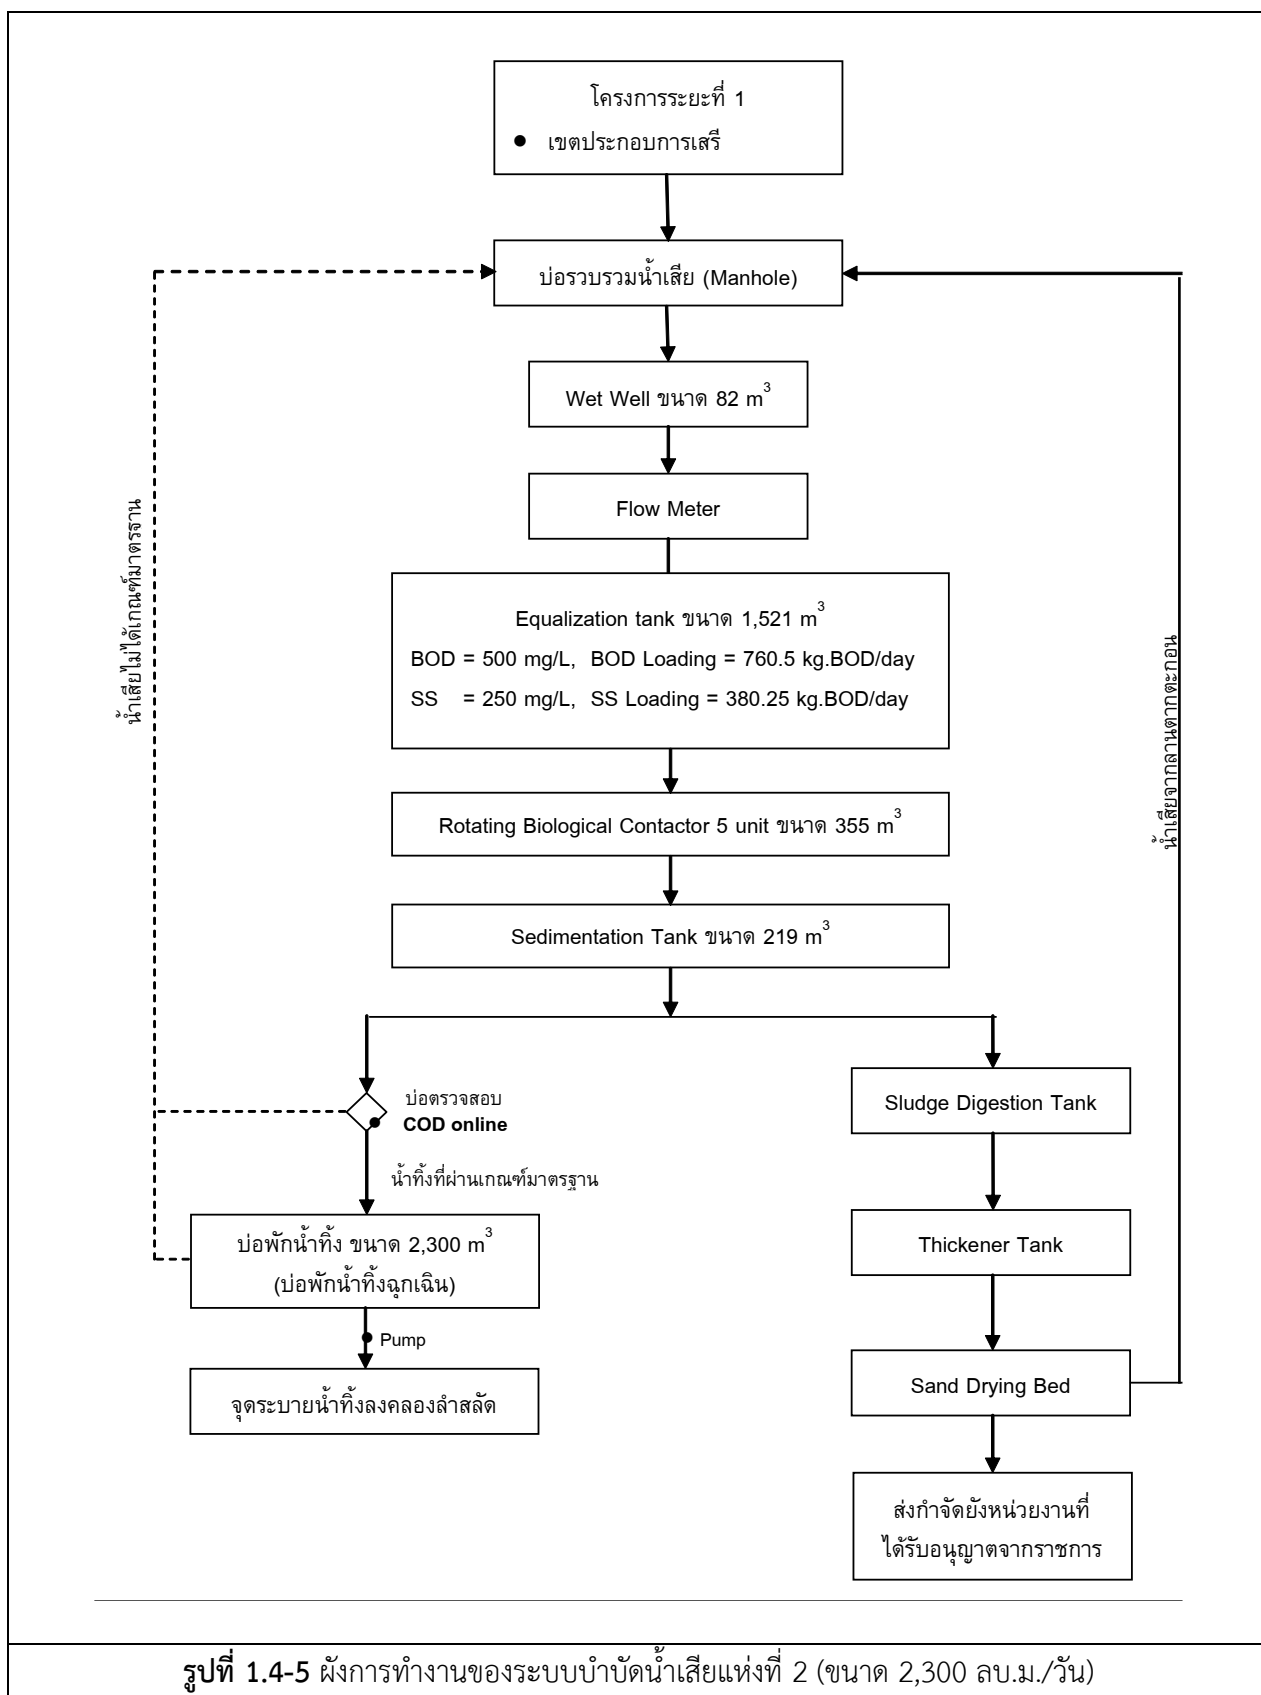 โครงการระยะที่ 1
● เขตประกอบการเสรี
บ่อรวบรวมน้ำเสีย (Manhole)
Wet Well ขนาด 82 m³
Flow Meter
Equalization tank ขนาด 1,521 m³
BOD = 500 mg/L, BOD Loading = 760.5 kg.BOD/day
SS = 250 mg/L, SS Loading = 380.25 kg.BOD/day
Rotating Biological Contactor 5 unit ขนาด 355 m³
Sedimentation Tank ขนาด 219 m³
น้ำเสียไม่ได้เกณฑ์มาตรฐาน
น้ำเสียจากลานตากตะกอน
บ่อตรวจสอบ
COD online
น้ำทิ้งที่ผ่านเกณฑ์มาตรฐาน
บ่อพักน้ำทิ้ง ขนาด 2,300 m³
(บ่อพักน้ำทิ้งฉุกเฉิน)
Pump
จุดระบายน้ำทิ้งลงคลองลำสลัด
Sludge Digestion Tank
Thickener Tank
Sand Drying Bed
ส่งกำจัดยังหน่วยงานที่
ได้รับอนุญาตจากราชการ
รูปที่ 1.4-5 ผังการทำงานของระบบบำบัดน้ำเสียแห่งที่ 2 (ขนาด 2,300 ลบ.ม./วัน)